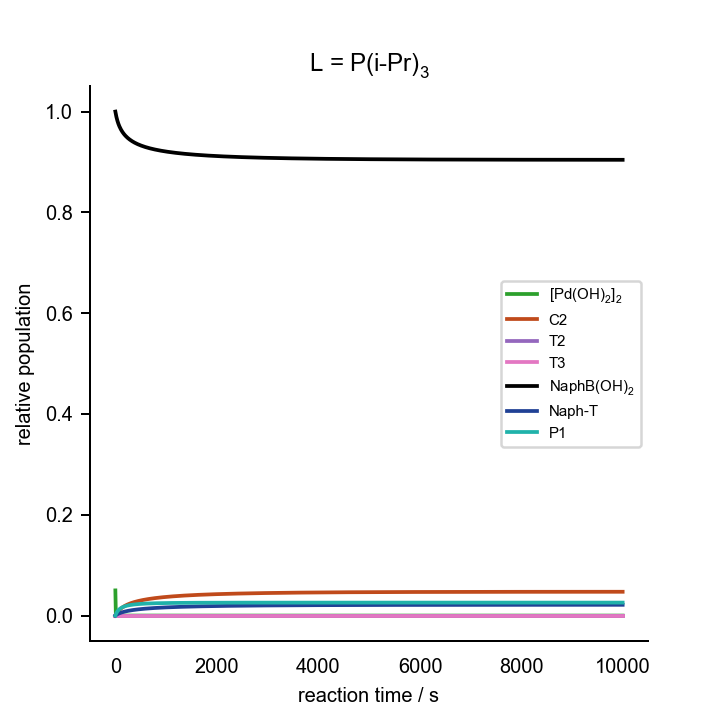 L = P(i-Pr)₃
relative population
1.0
0.8
0.6
0.4
0.2
0.0
[Pd(OH)₂]₂
C2
T2
T3
NaphB(OH)₂
Naph-T
P1
0 2000 4000 6000 8000 10000
reaction time / s